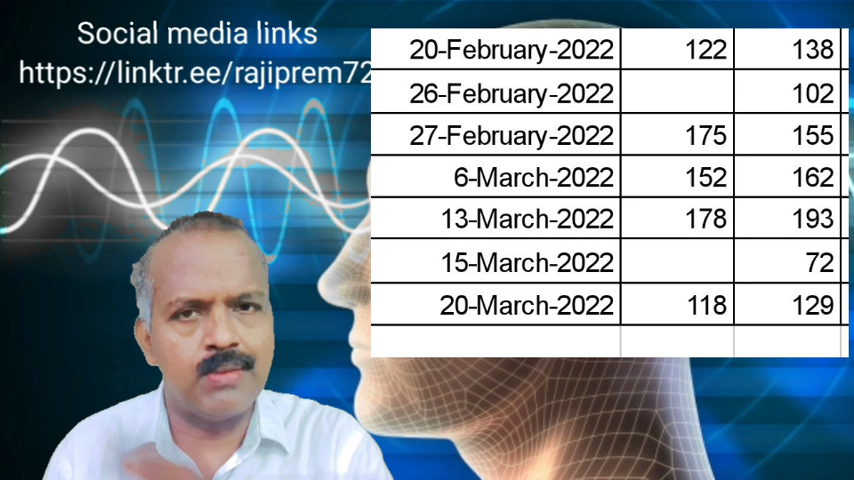 Social media links
https://linktr.ee/rajiprem72
20-February-2022 122 138
26-February-2022 102
27-February-2022 175 155
6-March-2022 152 162
13-March-2022 178 193
15-March-2022 72
20-March-2022 118 129